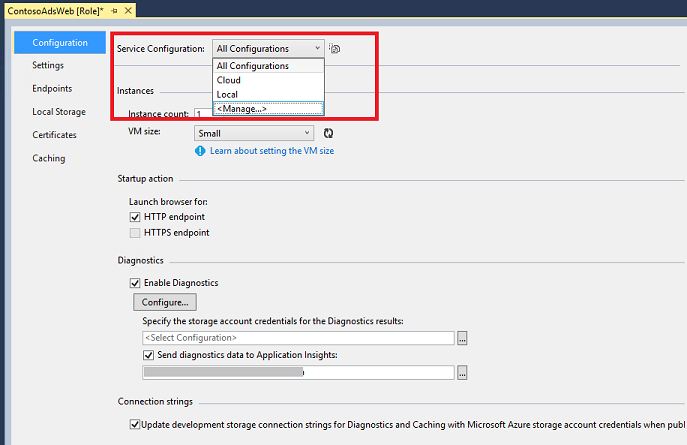 ContosoAdsWeb [Role]*
Configuration
Settings
Endpoints
Local Storage
Certificates
Caching
Service Configuration: All Configurations
All Configurations
Cloud
Local
<Manage...>
Instances
Instance count: 1
VM size: Small
Learn about setting the VM size
Startup action
Launch browser for:
HTTP endpoint
HTTPS endpoint
Diagnostics
Enable Diagnostics
Configure...
Specify the storage account credentials for the Diagnostics results:
<Select Configuration> ...
Send diagnostics data to Application Insights:
...
Connection strings
Update development storage connection strings for Diagnostics and Caching with Microsoft Azure storage account credentials when publ